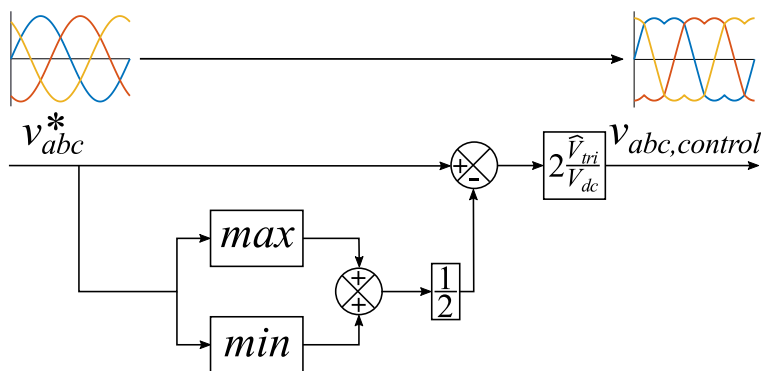 v*abc
vabc,control
+
-
2 V̂tri/Vdc
max
+
+
1/2
min